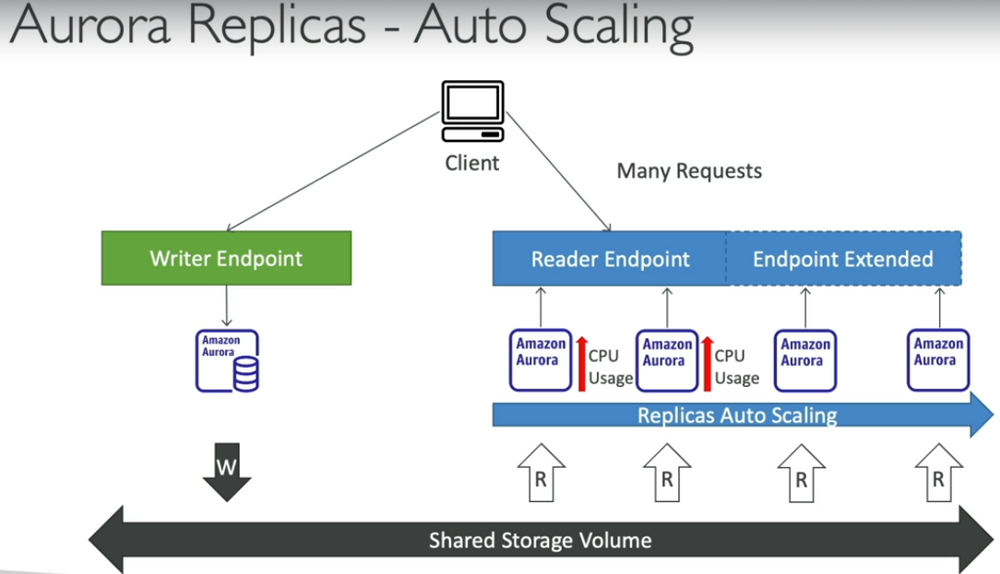 Aurora Replicas - Auto Scaling
Client
Many Requests
Writer Endpoint
Reader Endpoint
Endpoint Extended
Amazon
Aurora
Amazon
Aurora
CPU
Usage
Amazon
Aurora
CPU
Usage
Amazon
Aurora
Amazon
Aurora
Replicas Auto Scaling
W
R
R
R
R
Shared Storage Volume